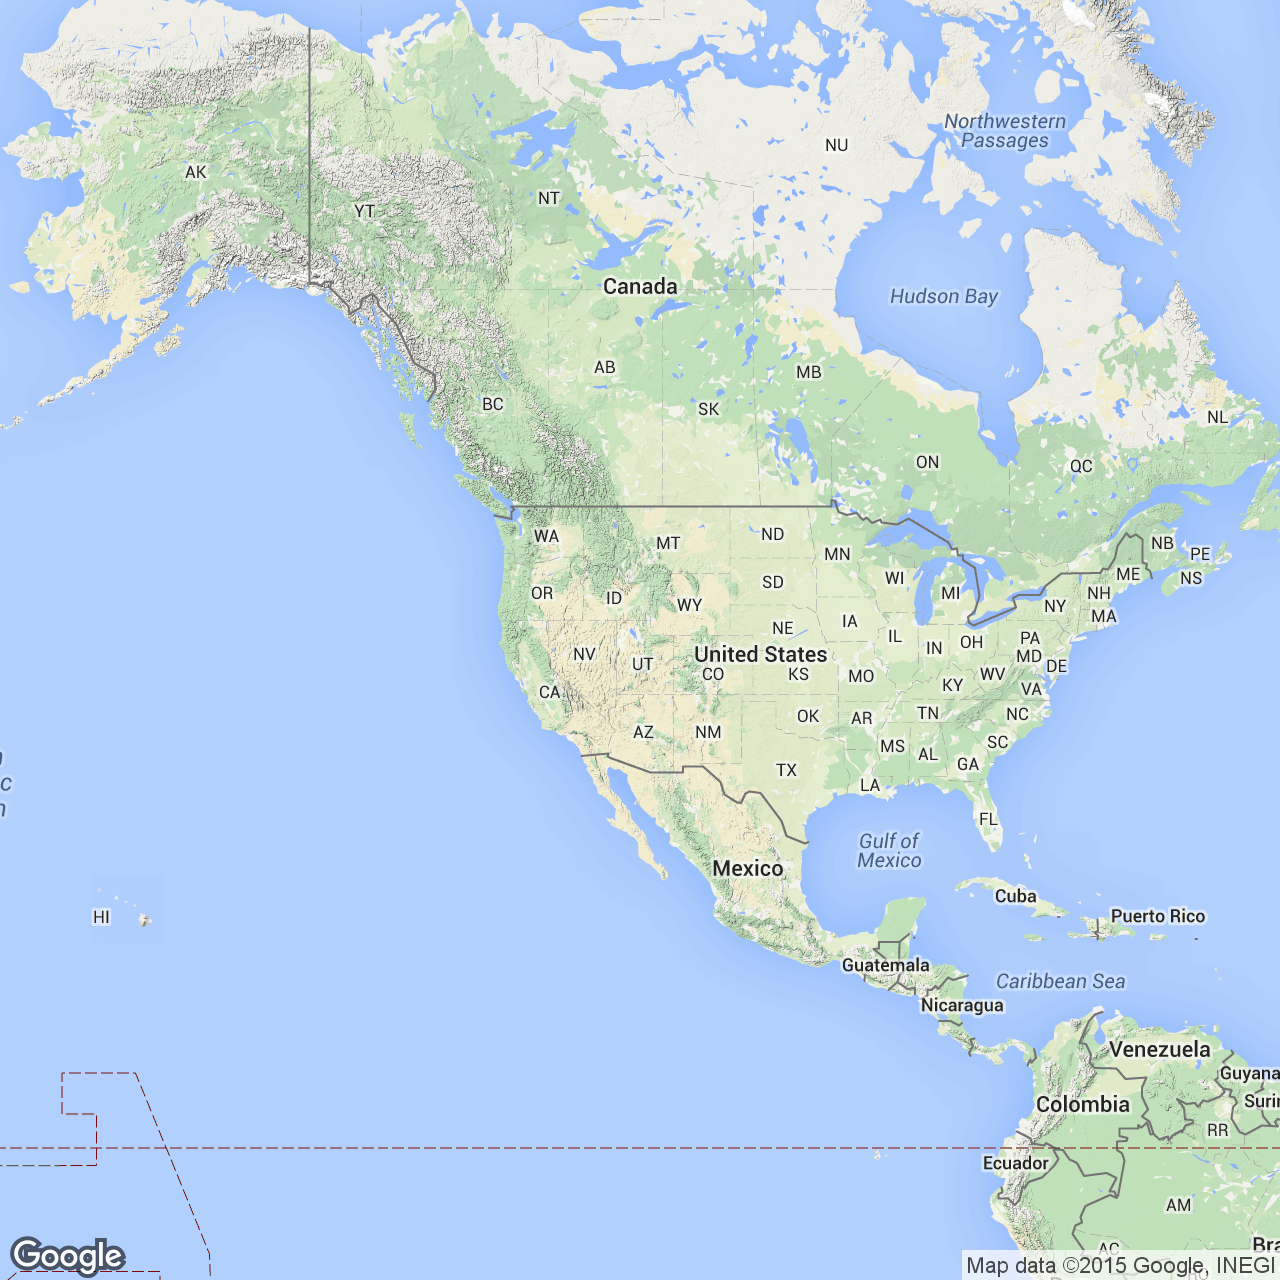 NU
Northwestern
Passages
AK
NT
YT
Canada
Hudson Bay
AB
MB
BC
SK
NL
ON
QC
WA
MT
ND
MN
NB
PE
WI
ME
NS
SD
OR
ID
WY
MI
NH
NY
MA
IA
NE
IL
OH
PA
IN
NV
UT
United States
MD
DE
CO
KS
MO
KY
WV
CA
VA
OK
AR
TN
NC
AZ
NM
MS
AL
SC
GA
TX
LA
FL
Gulf of
Mexico
Mexico
Cuba
HI
Puerto Rico
Guatemala
Caribbean Sea
Nicaragua
Venezuela
Guyana
Colombia
Surin
RR
Ecuador
AM
AC
Bra
Google
Map data ©2015 Google, INEGI